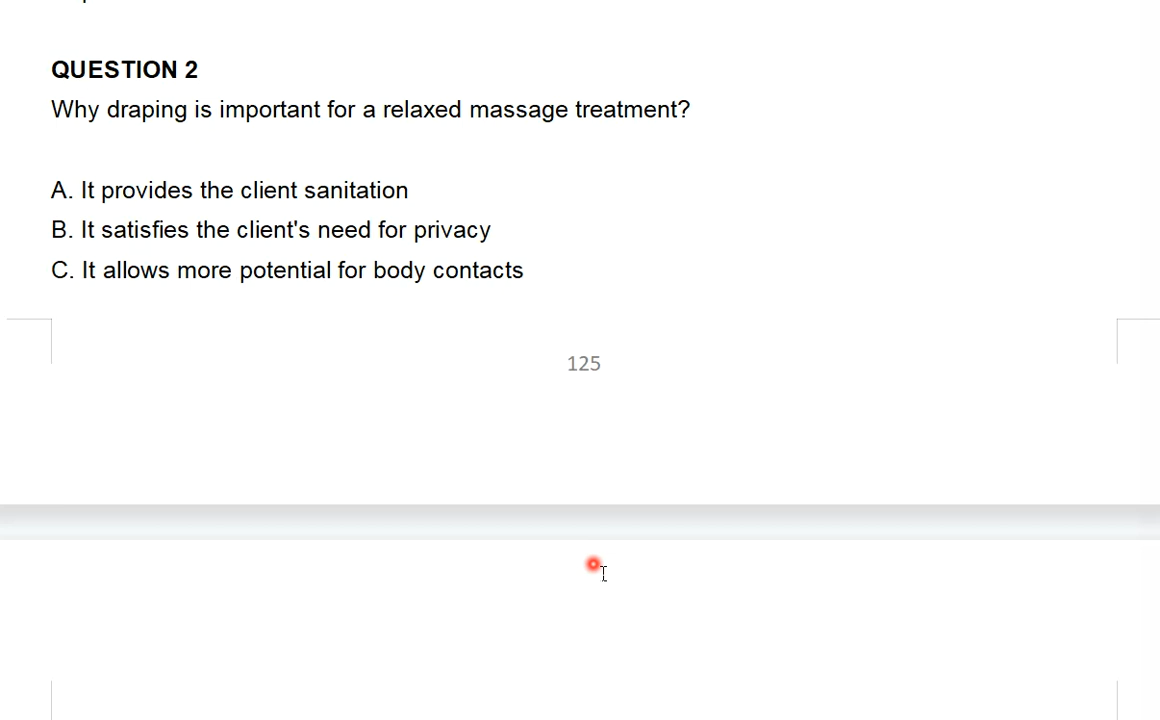 QUESTION 2
Why draping is important for a relaxed massage treatment?
A. It provides the client sanitation
B. It satisfies the client's need for privacy
C. It allows more potential for body contacts
125